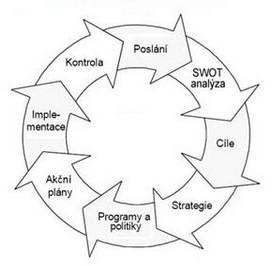 Poslání
SWOT
analýza
Cíle
Strategie
Programy a
politiky
Akční
plány
Imple-
mentace
Kontrola